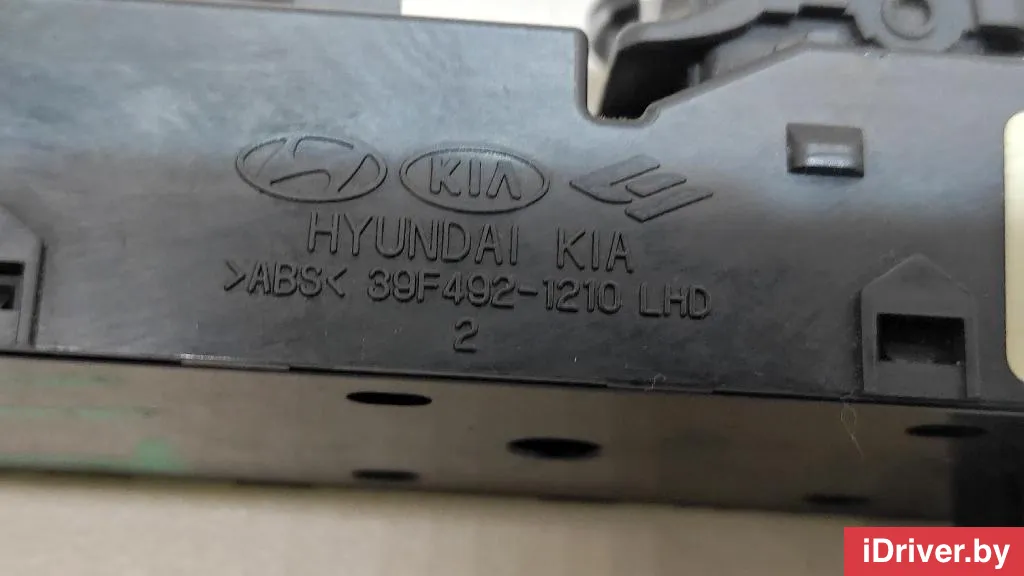 KIA
HYUNDAI KIA
>ABS< 39F492-1210 LHD
2
iDriver.by